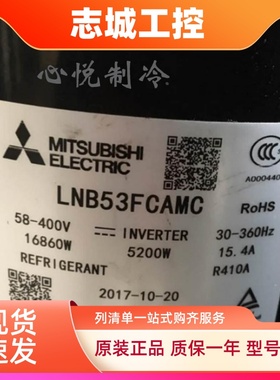 志城工控
心悦制冷
MITSUBISHI
ELECTRIC
A000440
LNB53FCAMC
RoHS
58-400V
INVERTER
30-360Hz
16860W
5200W
15.4A
REFRIGERANT
R410A
2017-10-20
现货
速发
列清单一站式购齐服务
原装正品 质保一年 型号齐